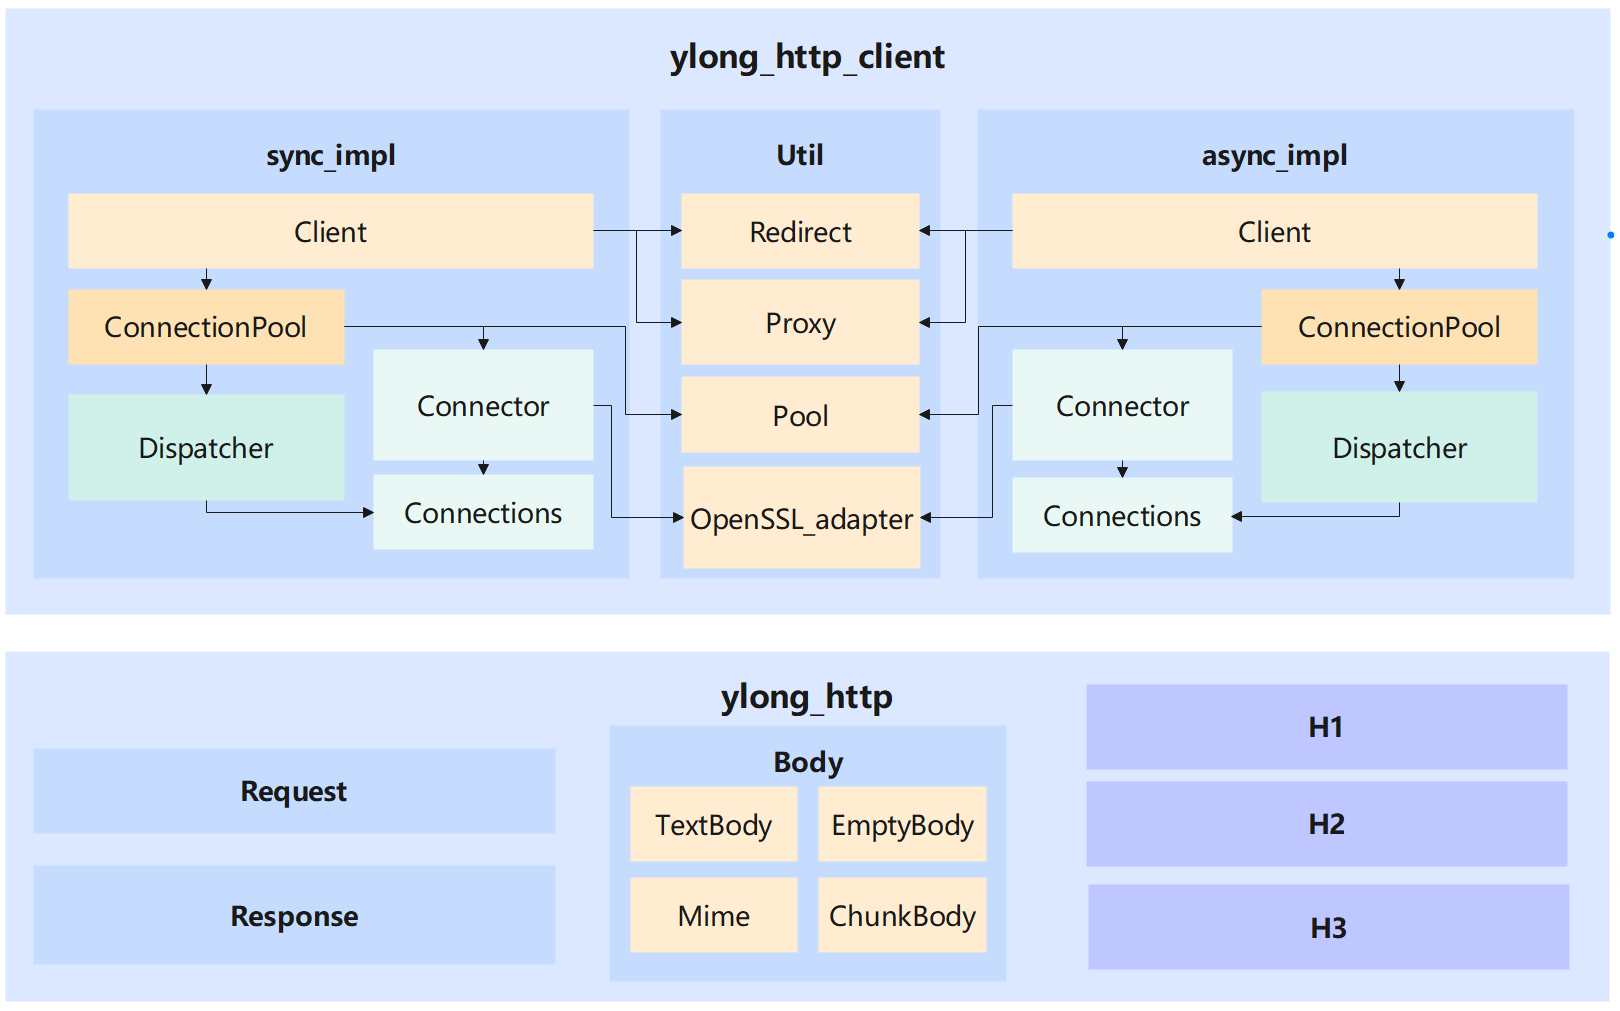 ylong_http_client
sync_impl
Client
ConnectionPool
Connector
Dispatcher
Connections
Util
Redirect
Proxy
Pool
OpenSSL_adapter
async_impl
Client
ConnectionPool
Connector
Dispatcher
Connections
ylong_http
Request
Response
Body
TextBody
EmptyBody
Mime
ChunkBody
H1
H2
H3